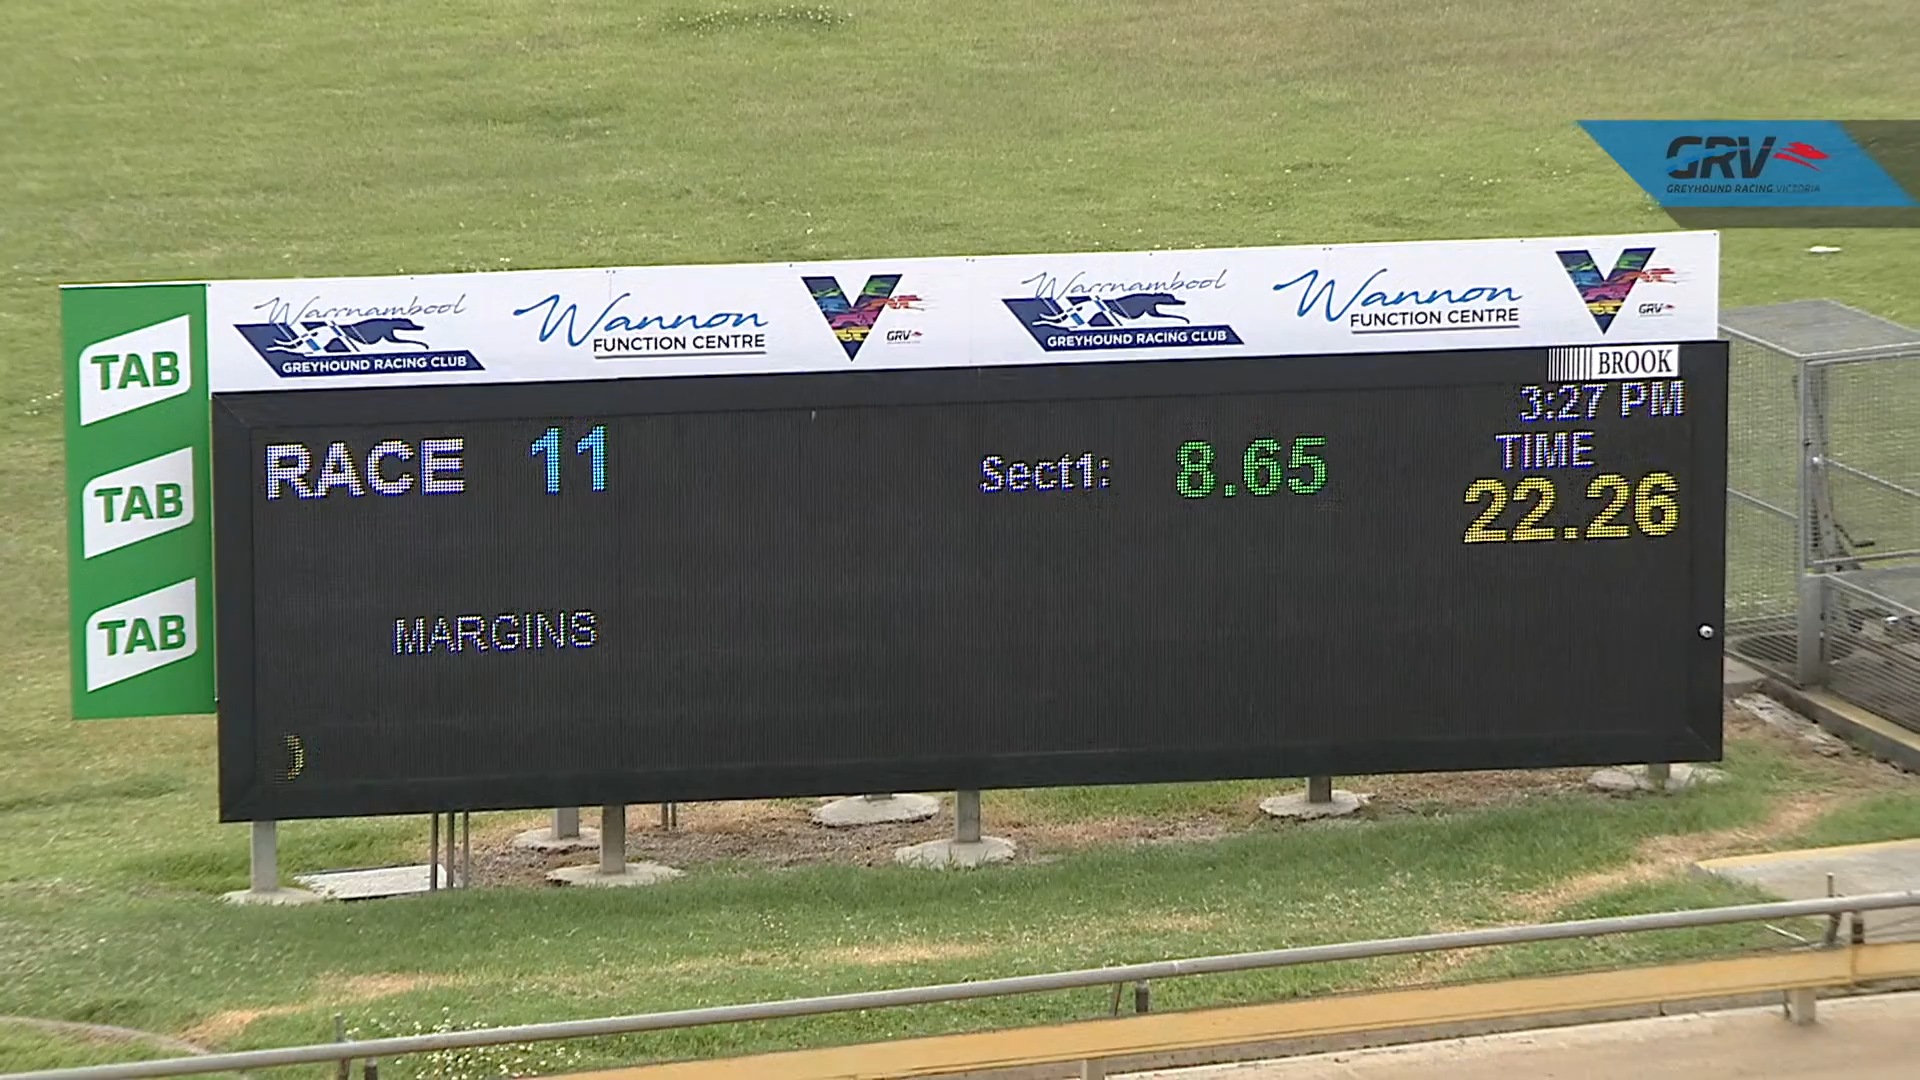 GRV
GREYHOUND RACING VICTORIA
Warrnambool
GREYHOUND RACING CLUB
Wannon
FUNCTION CENTRE
V
GRV
Warrnambool
GREYHOUND RACING CLUB
Wannon
FUNCTION CENTRE
V
GRV
TAB
TAB
TAB
BROOK
3:27 PM
RACE 11
Sect1: 8.65
TIME
22.26
MARGINS
)